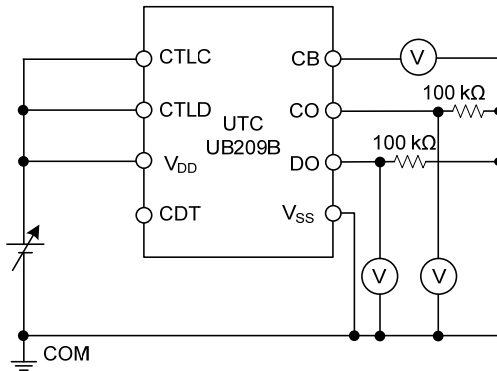 CTLC
CTLD
VDD
CDT
UTC
UB209B
CB
CO
DO
VSS
V
100 kΩ
100 kΩ
V
V
COM